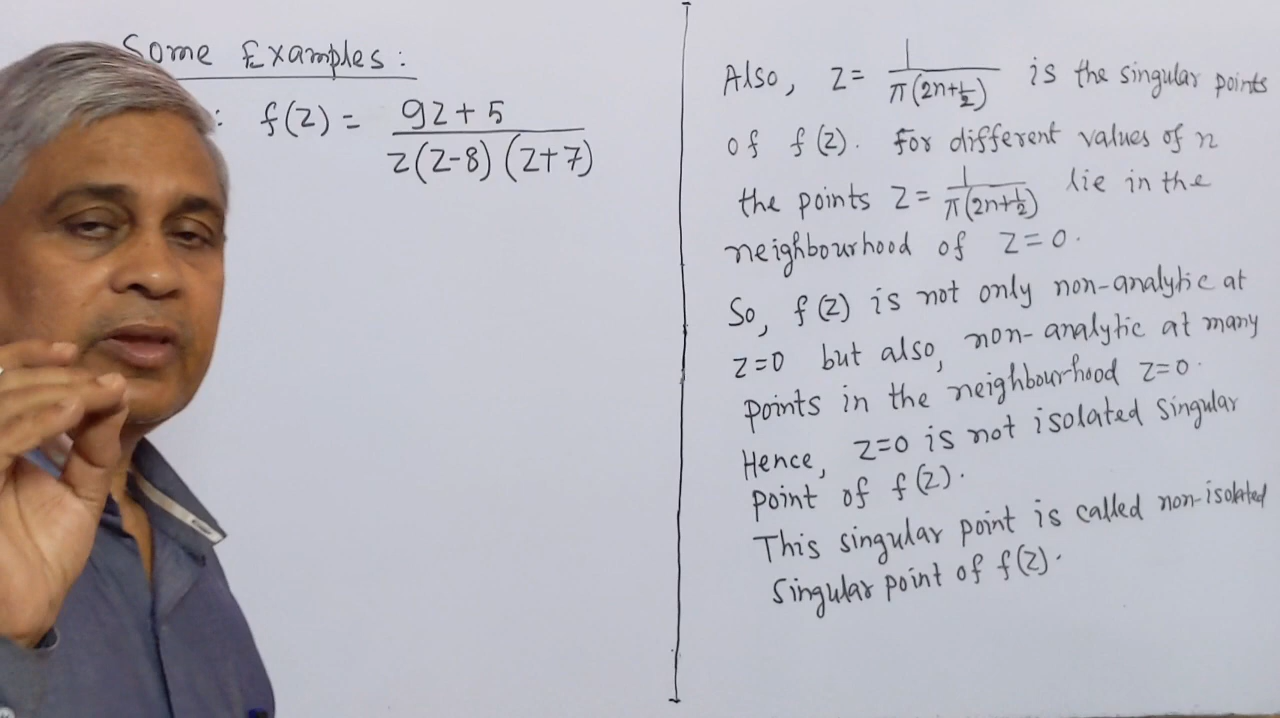 Some Examples:
: f(z) = 9z+5 / z(z-8)(z+7)
Also, z = 1/π(2n+1/2) is the singular points
of f(z). For different values of n
the points z = 1/π(2n+1/2) lie in the
neighbourhood of z=0.
So, f(z) is not only non-analytic at
z=0 but also, non-analytic at many
points in the neighbourhood z=0.
Hence, z=0 is not isolated singular
point of f(z).
This singular point is called non-isolated
singular point of f(z).